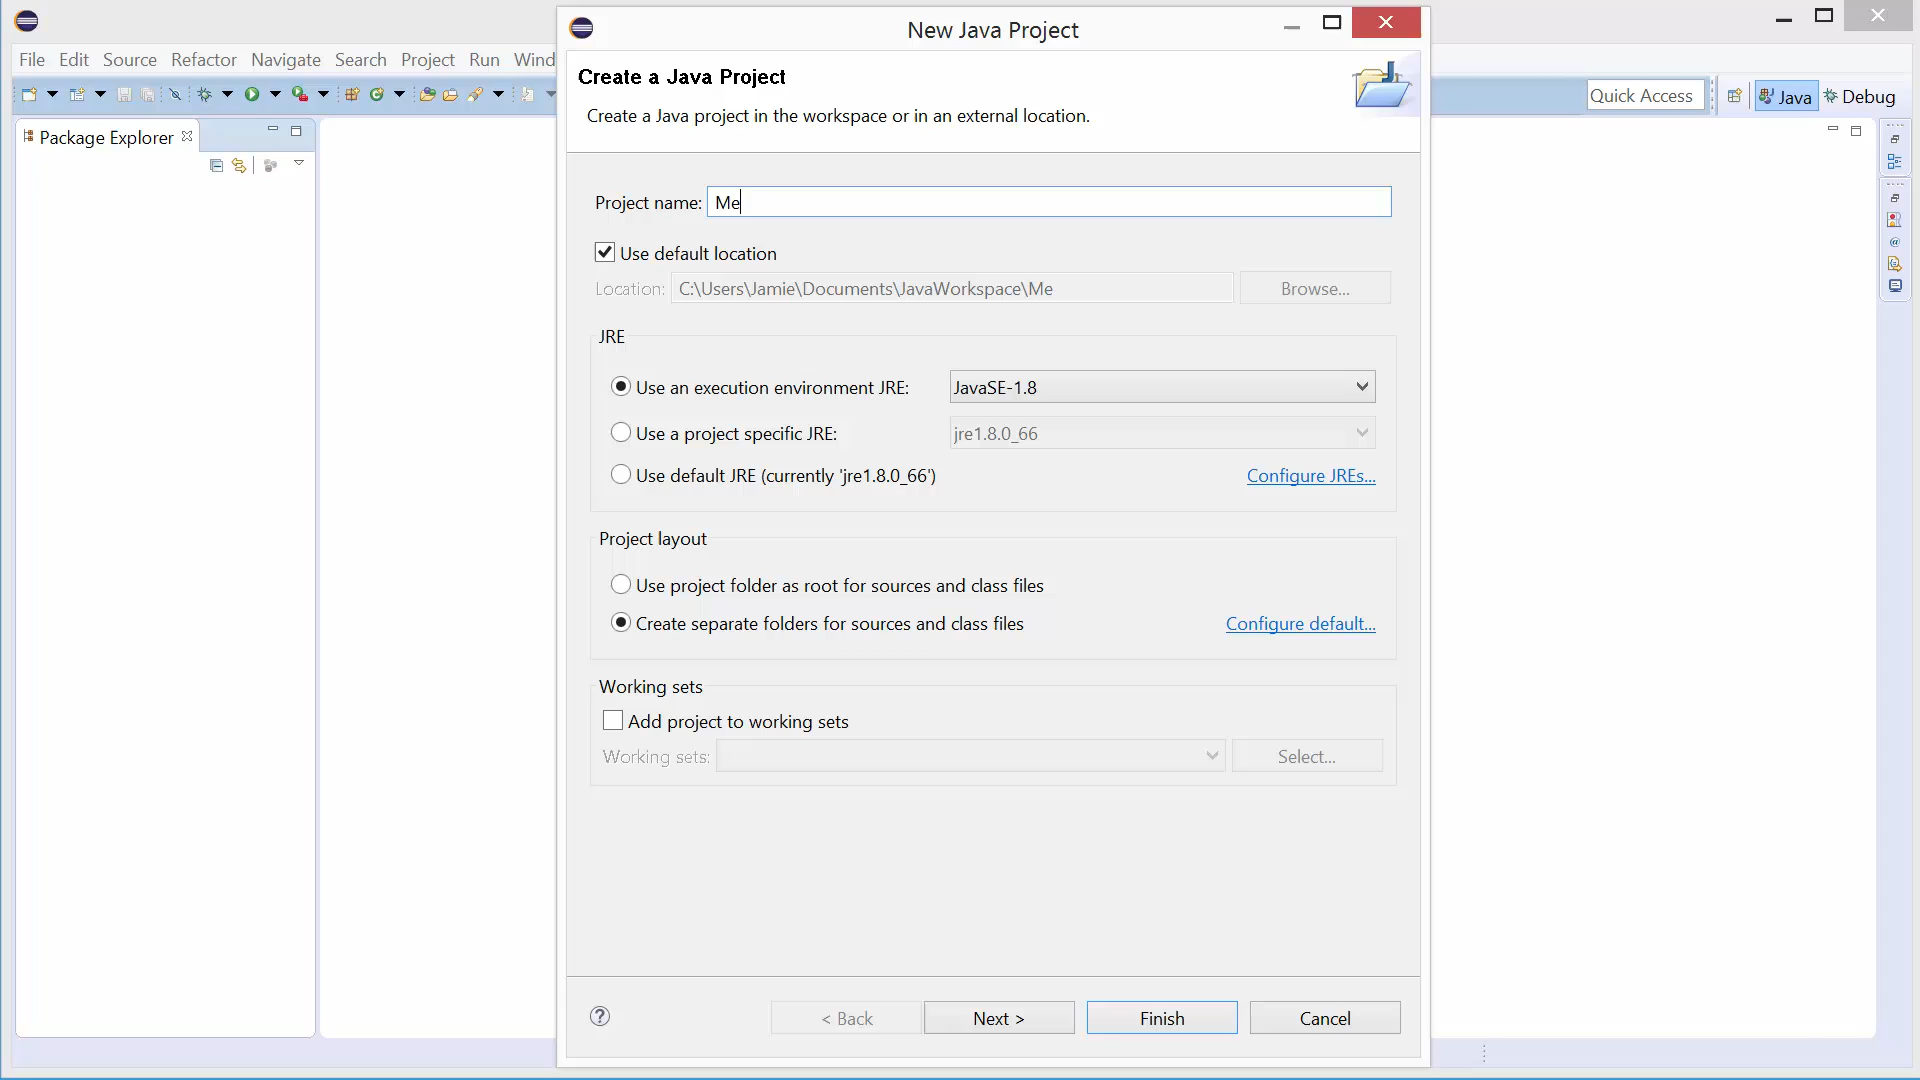 New Java Project
File Edit Source Refactor Navigate Search Project Run Wind
Create a Java Project
Create a Java project in the workspace or in an external location.
Quick Access
Java
Debug
Package Explorer
Project name: Me
Use default location
Location: C:\Users\Jamie\Documents\JavaWorkspace\Me
Browse...
JRE
Use an execution environment JRE: JavaSE-1.8
Use a project specific JRE: jre1.8.0_66
Use default JRE (currently 'jre1.8.0_66') Configure JREs...
Project layout
Use project folder as root for sources and class files
Create separate folders for sources and class files Configure default...
Working sets
Add project to working sets
Working sets: Select...
< Back Next > Finish Cancel